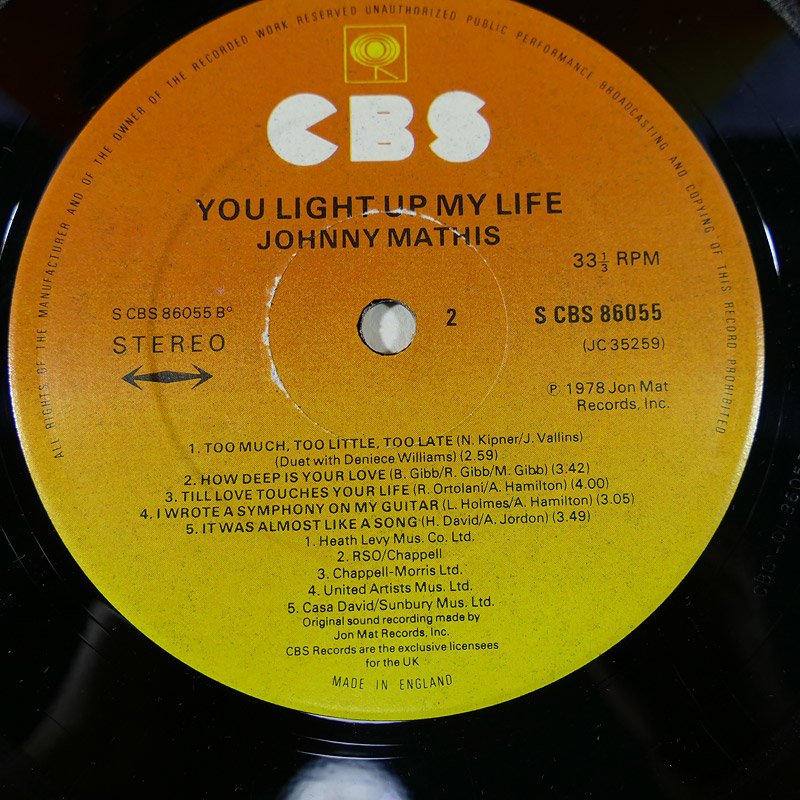 ALL RIGHTS OF THE MANUFACTURER AND OF THE OWNER OF THE RECORDED WORK RESERVED UNAUTHORIZED PUBLIC PERFORMANCE BROADCASTING AND COPYING OF THIS RECORD PROHIBITED
CBS
YOU LIGHT UP MY LIFE
JOHNNY MATHIS
33⅓ RPM
S CBS 86055 B°
2
S CBS 86055
STEREO
(JC 35259)
℗ 1978 Jon Mat
Records, Inc.
1. TOO MUCH, TOO LITTLE, TOO LATE (N. Kipner/J. Vallins)
(Duet with Deniece Williams) (2.59)
2. HOW DEEP IS YOUR LOVE (B. Gibb/R. Gibb/M. Gibb) (3.42)
3. TILL LOVE TOUCHES YOUR LIFE (R. Ortolani/A. Hamilton) (4.00)
4. I WROTE A SYMPHONY ON MY GUITAR (L. Holmes/A. Hamilton) (3.05)
5. IT WAS ALMOST LIKE A SONG (H. David/A. Jordon) (3.49)
1. Heath Levy Mus. Co. Ltd.
2. RSO/Chappell
3. Chappell-Morris Ltd.
4. United Artists Mus. Ltd.
5. Casa David/Sunbury Mus. Ltd.
Original sound recording made by
Jon Mat Records, Inc.
CBS Records are the exclusive licensees
for the UK
MADE IN ENGLAND